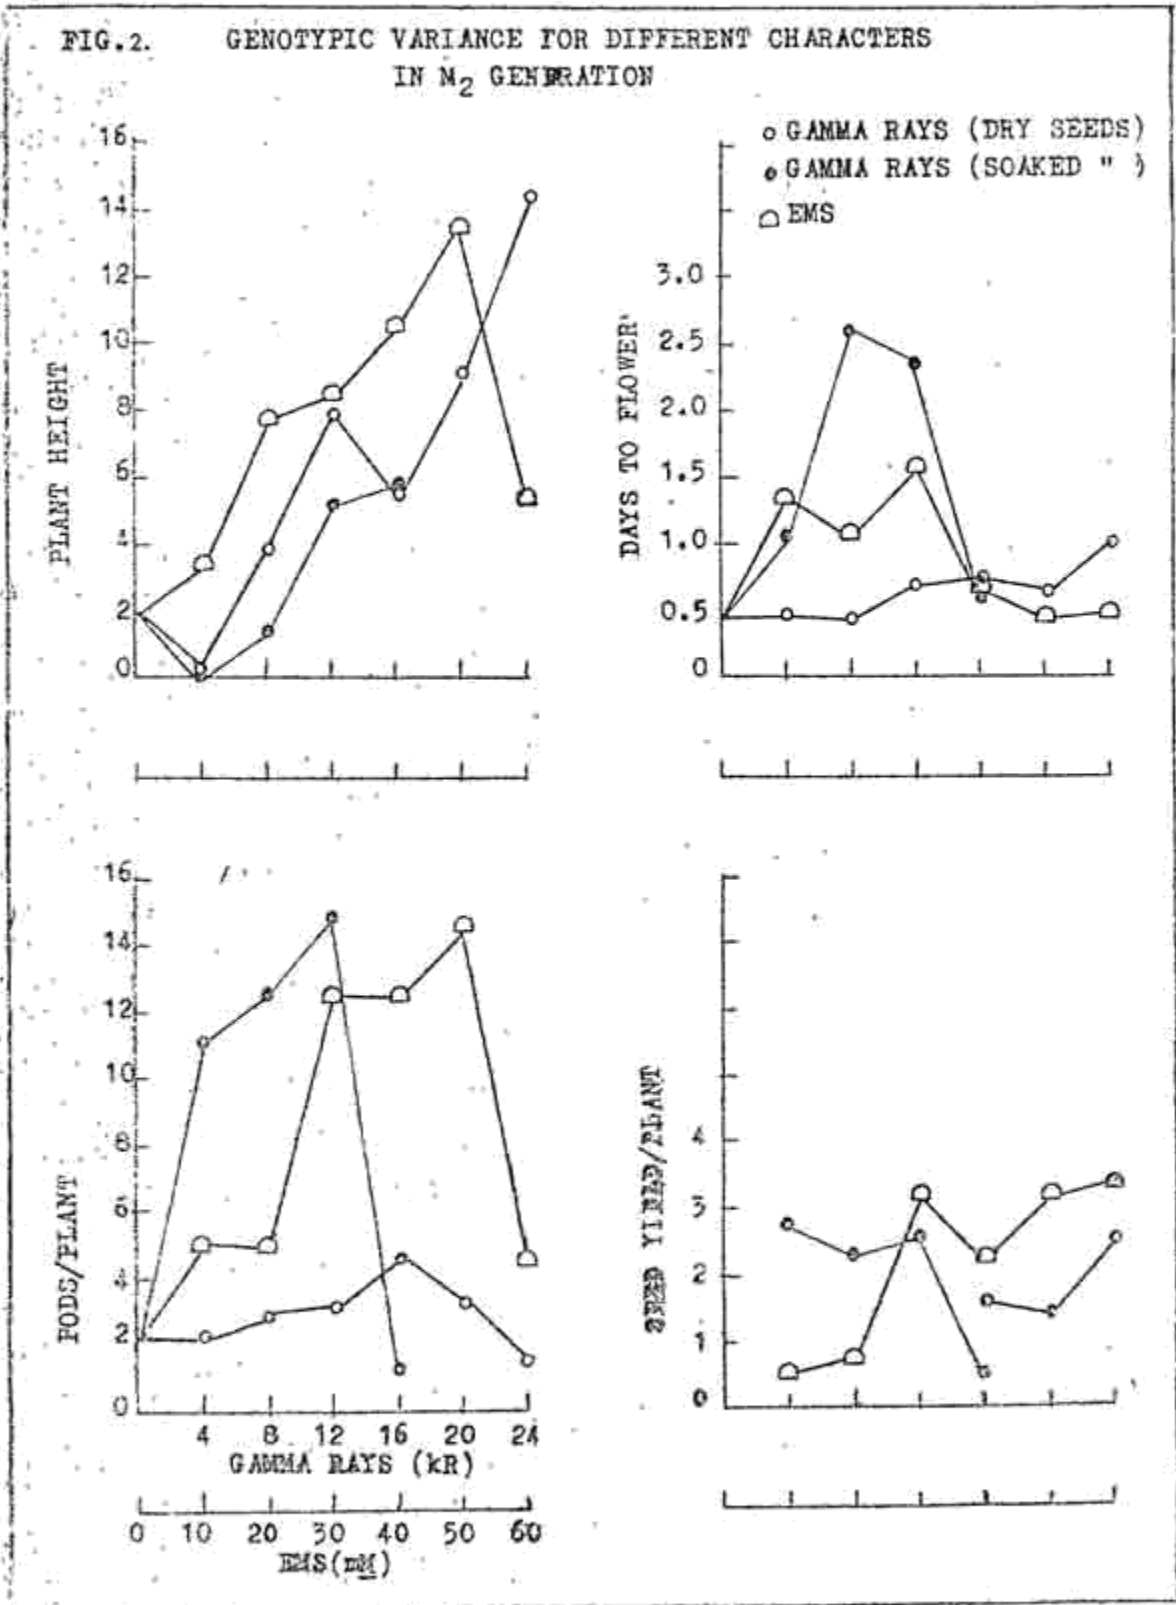 FIG.2. GENOTYPIC VARIANCE FOR DIFFERENT CHARACTERS
IN M2 GENERATION
GAMMA RAYS (DRY SEEDS)
GAMMA RAYS (SOAKED " )
EMS
PLANT HEIGHT
16
14
12
10
8
6
4
2
0
DAYS TO FLOWER
3.0
2.5
2.0
1.5
1.0
0.5
0
PODS/PLANT
16
14
12
10
8
6
4
2
0
4 8 12 16 20 24
GAMMA RAYS (kR)
0 10 20 30 40 50 60
EMS(mM)
SEED YIELD/PLANT
4
3
2
1
0